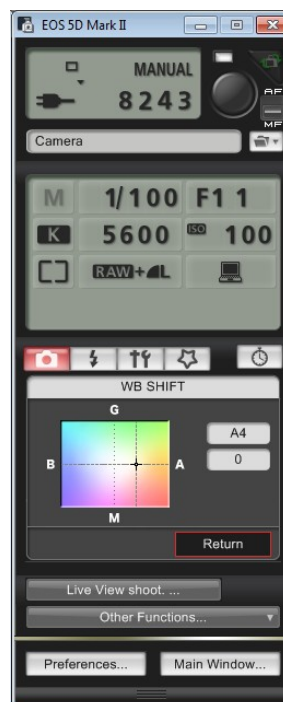 EOS 5D Mark II
MANUAL
8243
AF
MF
Camera
M 1/100 F11
K 5600 ISO 100
RAW+L
WB SHIFT
G
B A
M
A4
0
Return
Live View shoot. ...
Other Functions...
Preferences... Main Window...